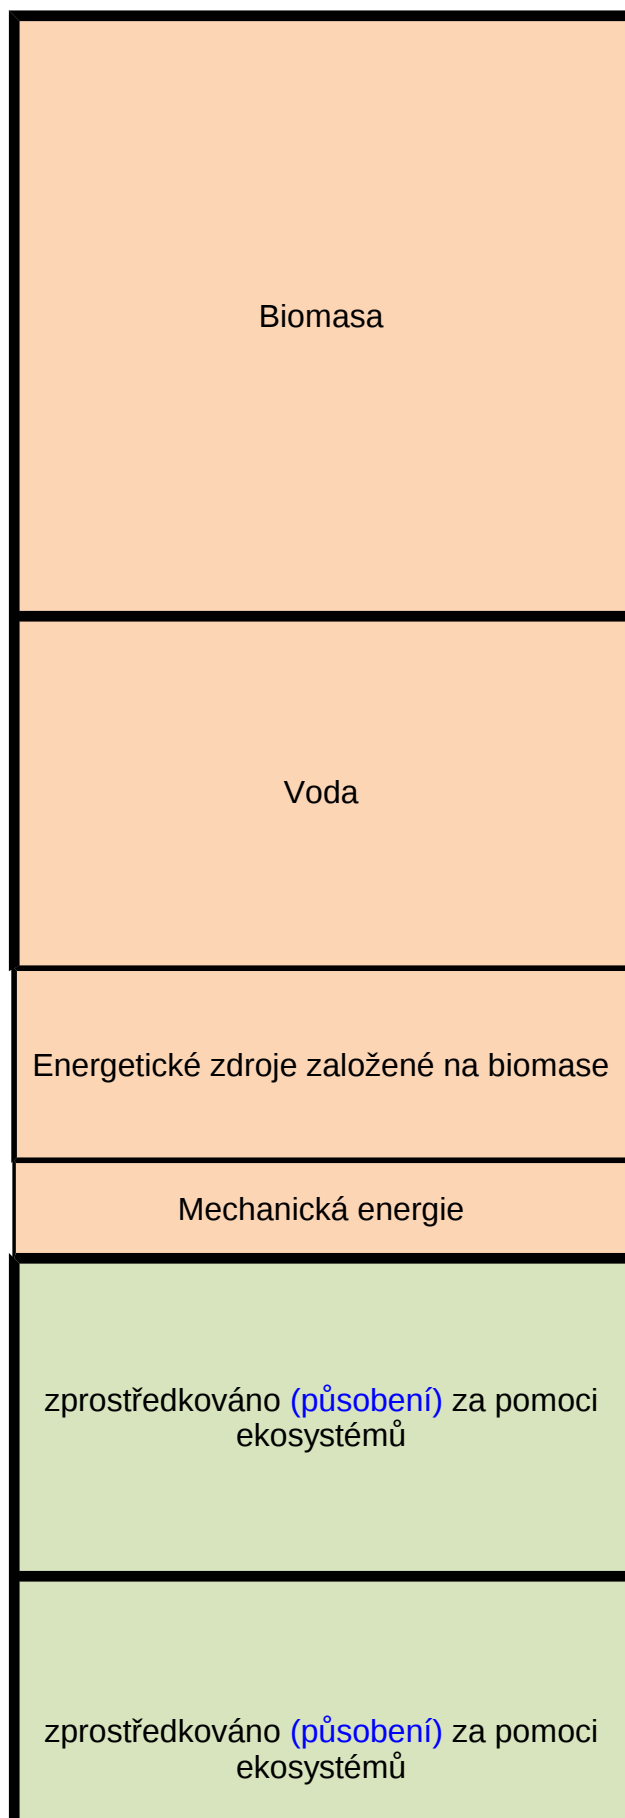 Biomasa
Voda
Energetické zdroje založené na biomase
Mechanická energie
zprostředkováno (působení) za pomoci
ekosystémů
zprostředkováno (působení) za pomoci
ekosystémů